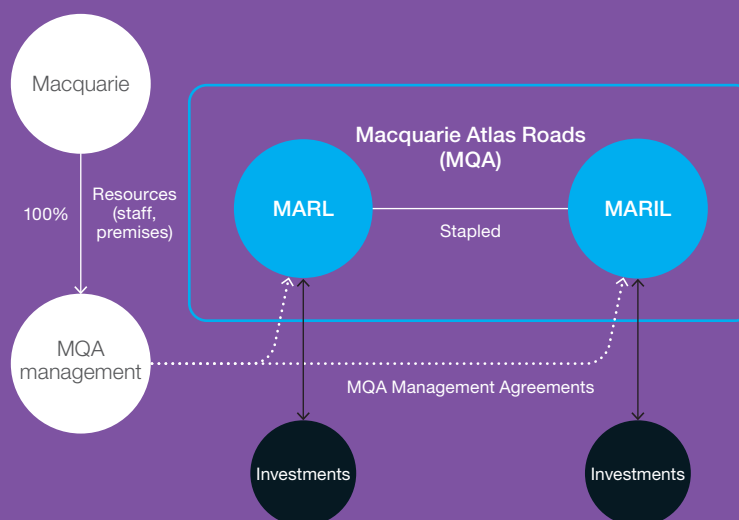 Macquarie
100%
Resources
(staff,
premises)
MQA
management
Macquarie Atlas Roads
(MQA)
MARL
Stapled
MARIL
MQA Management Agreements
Investments
Investments